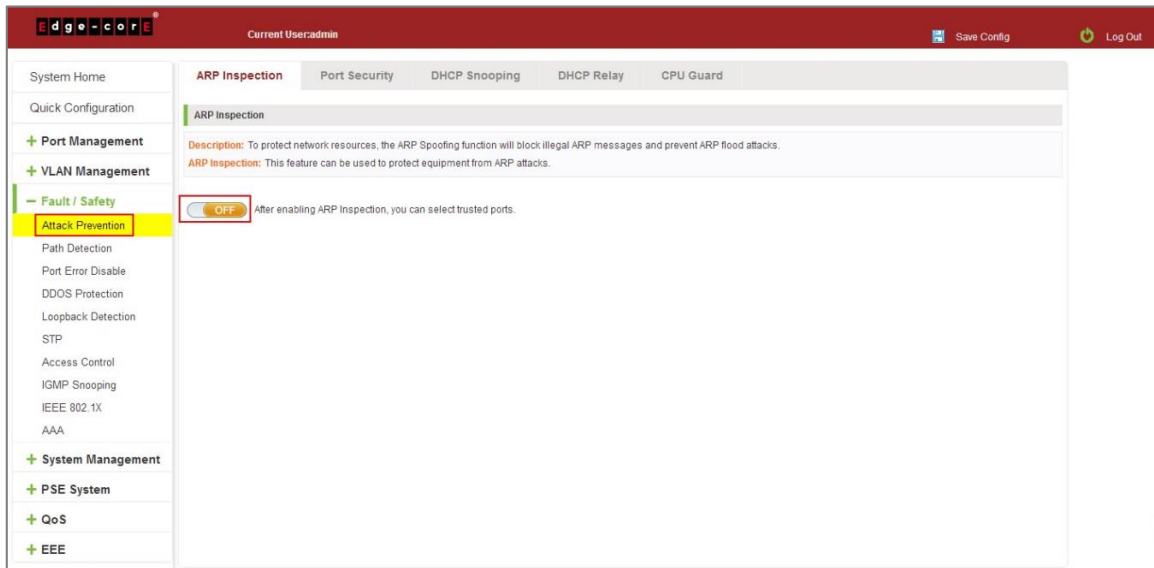 Edge-corE®
Current User:admin
Save Config
Log Out
System Home
Quick Configuration
+ Port Management
+ VLAN Management
− Fault / Safety
Attack Prevention
Path Detection
Port Error Disable
DDOS Protection
Loopback Detection
STP
Access Control
IGMP Snooping
IEEE 802.1X
AAA
+ System Management
+ PSE System
+ QoS
+ EEE
ARP Inspection Port Security DHCP Snooping DHCP Relay CPU Guard
ARP Inspection
Description: To protect network resources, the ARP Spoofing function will block illegal ARP messages and prevent ARP flood attacks.
ARP Inspection: This feature can be used to protect equipment from ARP attacks.
OFF After enabling ARP Inspection, you can select trusted ports.